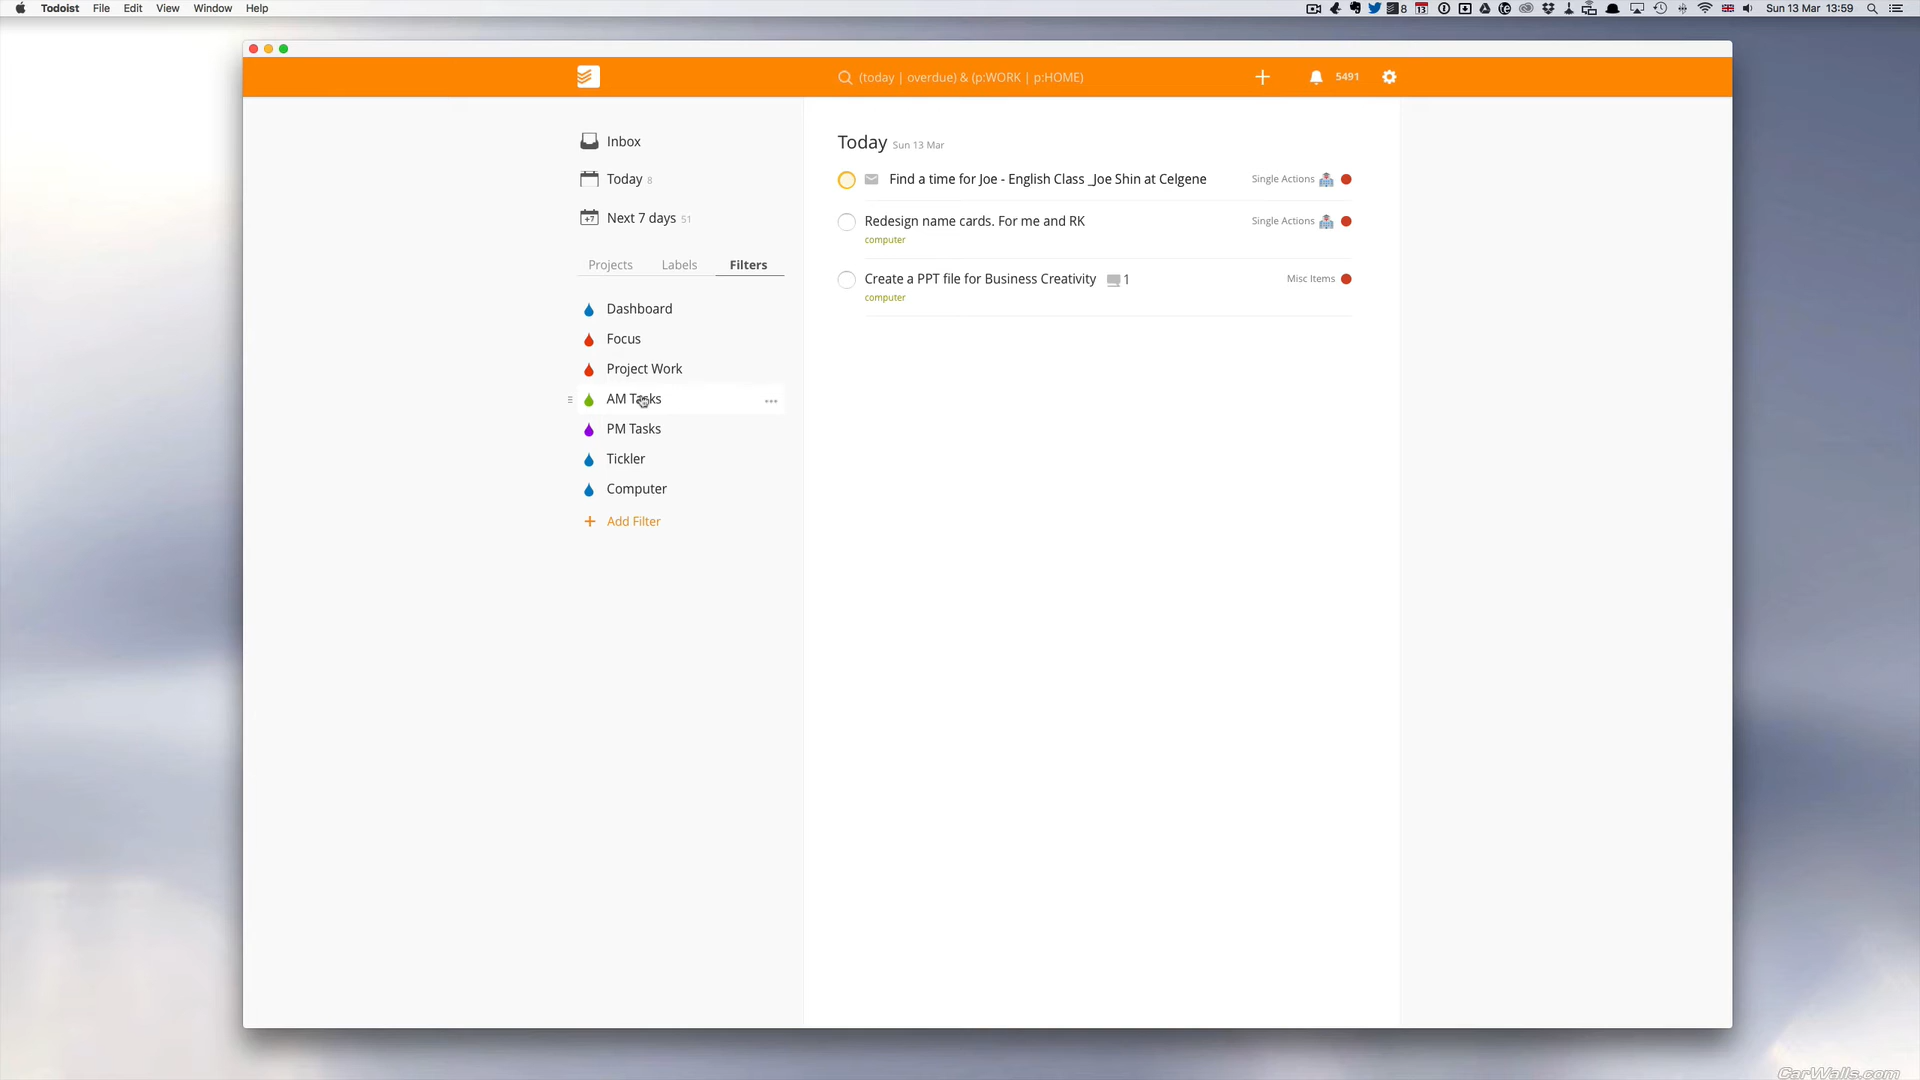 Todoist File Edit View Window Help
8 13 Sun 13 Mar 13:59
(today | overdue) & (p:WORK | p:HOME)
5491
Inbox
Today 8
+7 Next 7 days 51
Projects Labels Filters
Dashboard
Focus
Project Work
AM Tasks
PM Tasks
Tickler
Computer
+ Add Filter
Today Sun 13 Mar
Find a time for Joe - English Class _Joe Shin at Celgene Single Actions
Redesign name cards. For me and RK Single Actions
computer
Create a PPT file for Business Creativity 1 Misc Items
computer
CarWalls.com